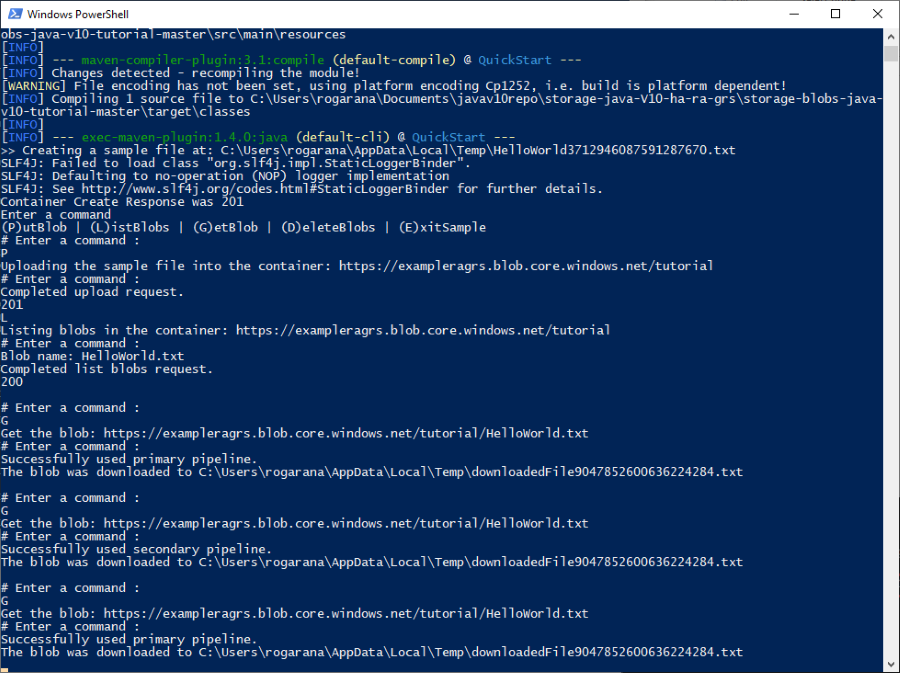 Windows PowerShell
obs-java-v10-tutorial-master\src\main\resources
[INFO]
[INFO] --- maven-compiler-plugin:3.1:compile (default-compile) @ QuickStart ---
[INFO] Changes detected - recompiling the module!
[WARNING] File encoding has not been set, using platform encoding Cp1252, i.e. build is platform dependent!
[INFO] Compiling 1 source file to C:\Users\rogarana\Documents\javav10repo\storage-java-V10-ha-ra-grs\storage-blobs-java-
v10-tutorial-master\target\classes
[INFO]
[INFO] --- exec-maven-plugin:1.4.0:java (default-cli) @ QuickStart ---
>> Creating a sample file at: C:\Users\rogarana\AppData\Local\Temp\HelloWorld3712946087591287670.txt
SLF4J: Failed to load class "org.slf4j.impl.StaticLoggerBinder".
SLF4J: Defaulting to no-operation (NOP) logger implementation
SLF4J: See http://www.slf4j.org/codes.html#StaticLoggerBinder for further details.
Container Create Response was 201
Enter a command
(P)utBlob | (L)istBlobs | (G)etBlob | (D)eleteBlobs | (E)xitSample
# Enter a command :
P
Uploading the sample file into the container: https://exampleragrs.blob.core.windows.net/tutorial
# Enter a command :
Completed upload request.
201
L
Listing blobs in the container: https://exampleragrs.blob.core.windows.net/tutorial
# Enter a command :
Blob name: HelloWorld.txt
Completed list blobs request.
200
# Enter a command :
G
Get the blob: https://exampleragrs.blob.core.windows.net/tutorial/HelloWorld.txt
# Enter a command :
Successfully used primary pipeline.
The blob was downloaded to C:\Users\rogarana\AppData\Local\Temp\downloadedFile9047852600636224284.txt
# Enter a command :
G
Get the blob: https://exampleragrs.blob.core.windows.net/tutorial/HelloWorld.txt
# Enter a command :
Successfully used secondary pipeline.
The blob was downloaded to C:\Users\rogarana\AppData\Local\Temp\downloadedFile9047852600636224284.txt
# Enter a command :
G
Get the blob: https://exampleragrs.blob.core.windows.net/tutorial/HelloWorld.txt
# Enter a command :
Successfully used primary pipeline.
The blob was downloaded to C:\Users\rogarana\AppData\Local\Temp\downloadedFile9047852600636224284.txt